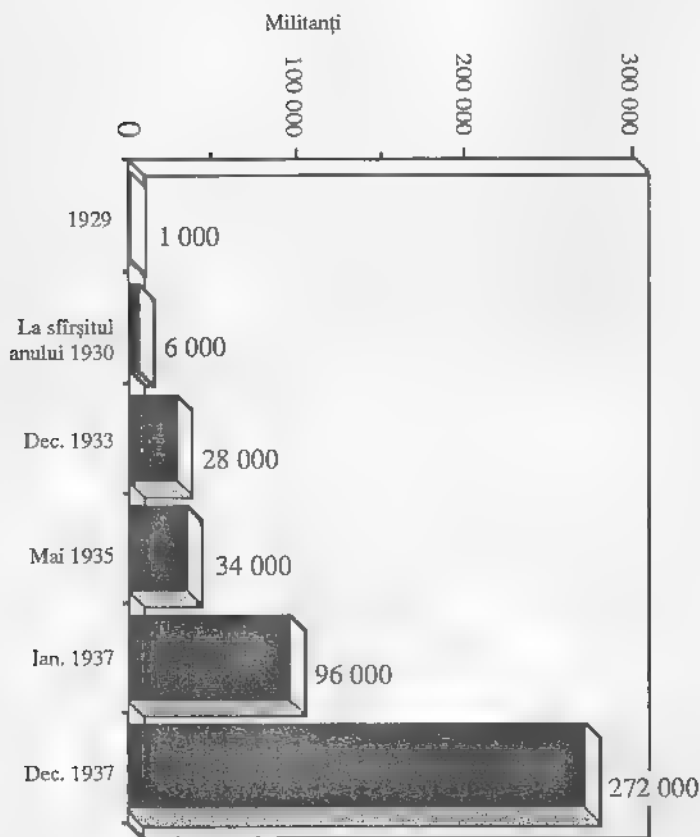 Militanți
0
100 000
200 000
300 000
1929
1 000
La sfîrșitul
anului 1930
6 000
Dec. 1933
28 000
Mai 1935
34 000
Ian. 1937
96 000
Dec. 1937
272 000